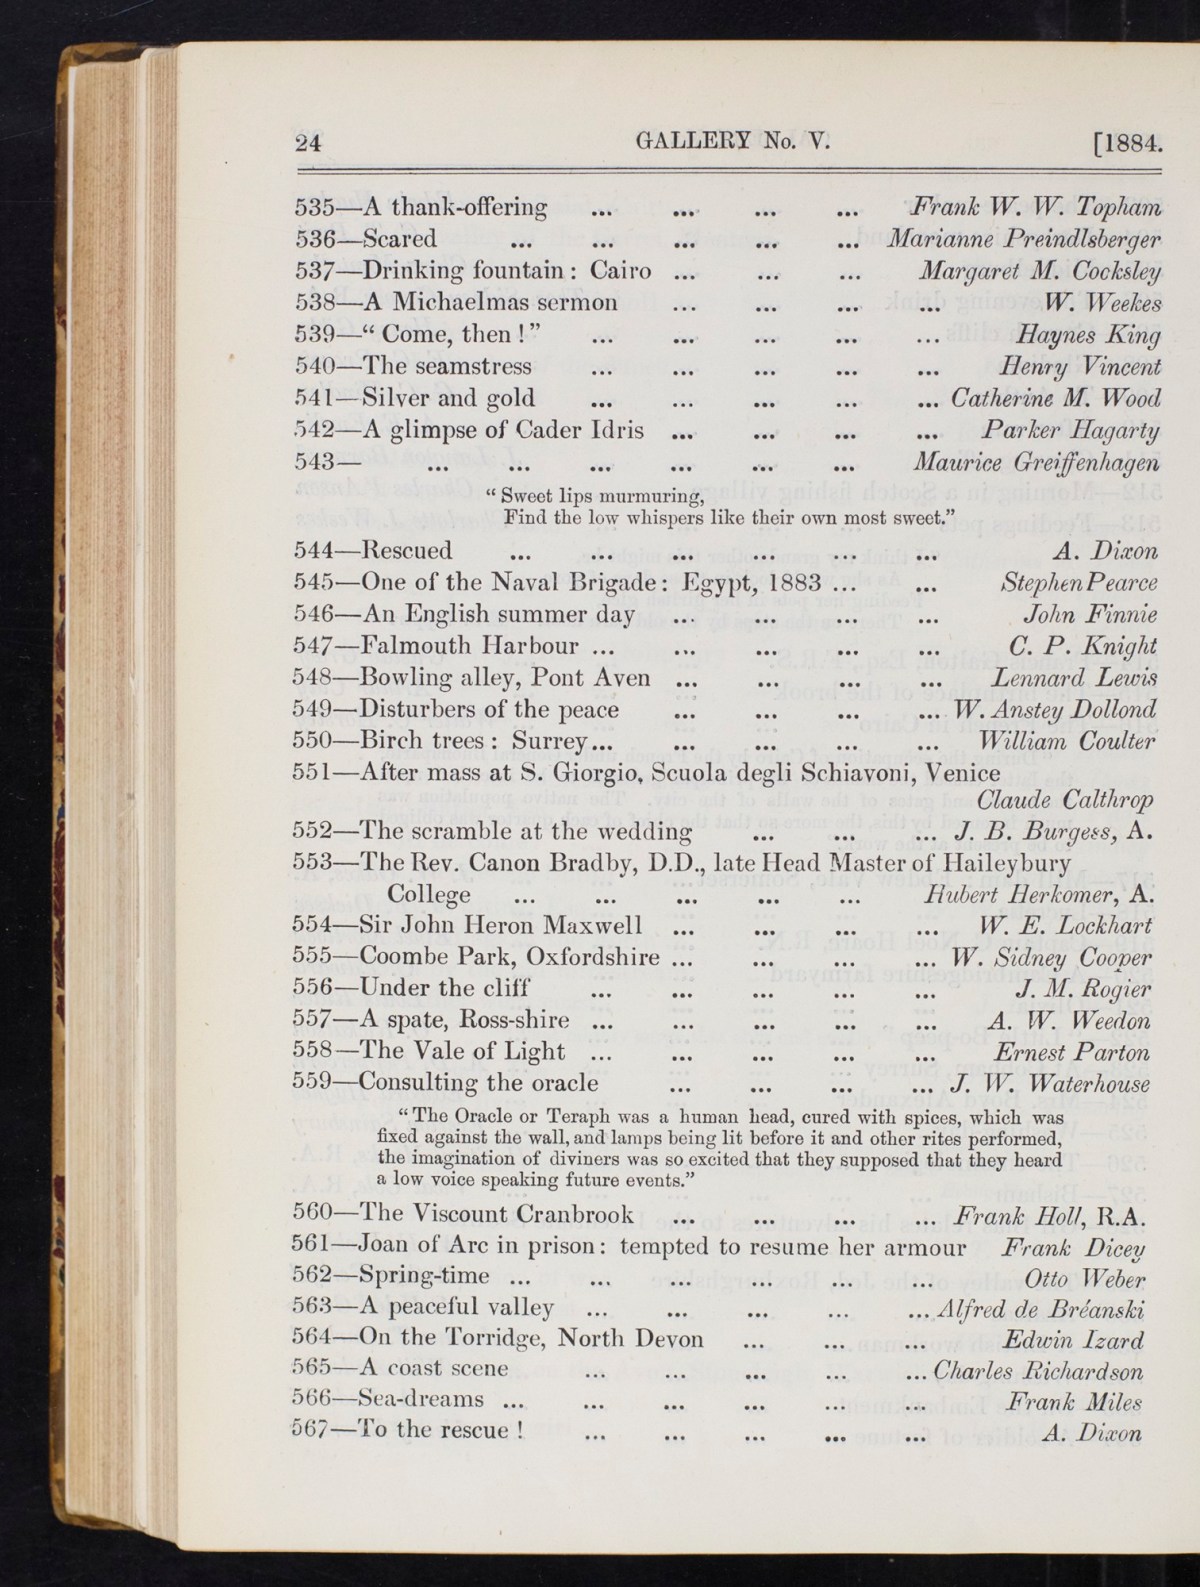 24 GALLERY No. V. [1884.
535—A thank-offering ... ... ... ... Frank W. W. Topham
536—Scared ... ... ... ... ... Marianne Preindlsberger
537—Drinking fountain: Cairo ... ... ... Margaret M. Cocksley
538—A Michaelmas sermon ... ... ... ... W. Weekes
539—“ Come, then !” ... ... ... ... ... Haynes King
540—The seamstress ... ... ... ... ... Henry Vincent
541—Silver and gold ... ... ... ... ... Catherine M. Wood
542—A glimpse of Cader Idris ... ... ... ... Parker Hagarty
543— ... ... ... ... ... ... Maurice Greiffenhagen
“ Sweet lips murmuring,
Find the low whispers like their own most sweet.”
544—Rescued ... ... ... ... ... ... A. Dixon
545—One of the Naval Brigade: Egypt, 1883 ... ... Stephen Pearce
546—An English summer day ... ... ... ... John Finnie
547—Falmouth Harbour ... ... ... ... ... C. P. Knight
548—Bowling alley, Pont Aven ... ... ... ... Lennard Lewis
549—Disturbers of the peace ... ... ... ... W. Anstey Dollond
550—Birch trees: Surrey... ... ... ... ... William Coulter
551—After mass at S. Giorgio, Scuola degli Schiavoni, Venice
Claude Calthrop
552—The scramble at the wedding ... ... ... J. B. Burgess, A.
553—The Rev. Canon Bradby, D.D., late Head Master of Haileybury
College ... ... ... ... ... Hubert Herkomer, A.
554—Sir John Heron Maxwell ... ... ... ... W. E. Lockhart
555—Coombe Park, Oxfordshire ... ... ... ... W. Sidney Cooper
556—Under the cliff ... ... ... ... ... J. M. Rogier
557—A spate, Ross-shire ... ... ... ... ... A. W. Weedon
558—The Vale of Light ... ... ... ... ... Ernest Parton
559—Consulting the oracle ... ... ... ... J. W. Waterhouse
“ The Oracle or Teraph was a human head, cured with spices, which was
fixed against the wall, and lamps being lit before it and other rites performed,
the imagination of diviners was so excited that they supposed that they heard
a low voice speaking future events.”
560—The Viscount Cranbrook ... ... ... ... Frank Holl, R.A.
561—Joan of Arc in prison: tempted to resume her armour Frank Dicey
562—Spring-time ... ... ... ... ... ... Otto Weber
563—A peaceful valley ... ... ... ... ... Alfred de Bréanski
564—On the Torridge, North Devon ... ... ... Edwin Izard
565—A coast scene ... ... ... ... ... Charles Richardson
566—Sea-dreams ... ... ... ... ... ... Frank Miles
567—To the rescue ! ... ... ... ... ... A. Dixon